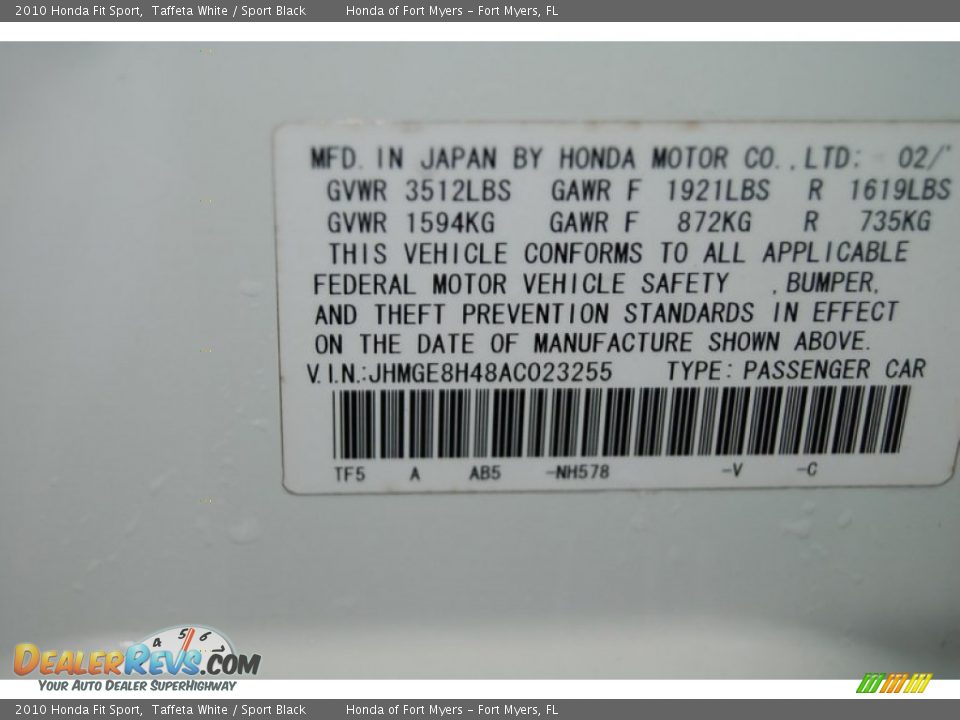 2010 Honda Fit Sport, Taffeta White / Sport Black Honda of Fort Myers - Fort Myers, FL
MFD. IN JAPAN BY HONDA MOTOR CO.,LTD: 02/
GVWR 3512LBS GAWR F 1921LBS R 1619LBS
GVWR 1594KG GAWR F 872KG R 735KG
THIS VEHICLE CONFORMS TO ALL APPLICABLE
FEDERAL MOTOR VEHICLE SAFETY ,BUMPER,
AND THEFT PREVENTION STANDARDS IN EFFECT
ON THE DATE OF MANUFACTURE SHOWN ABOVE.
V.I.N.:JHMGE8H48AC023255 TYPE: PASSENGER CAR
TF5 A AB5 -NH578 -V -C
4 5 6 7
DEALERREVS.COM
YOUR AUTO DEALER SUPERHIGHWAY
2010 Honda Fit Sport, Taffeta White / Sport Black Honda of Fort Myers - Fort Myers, FL